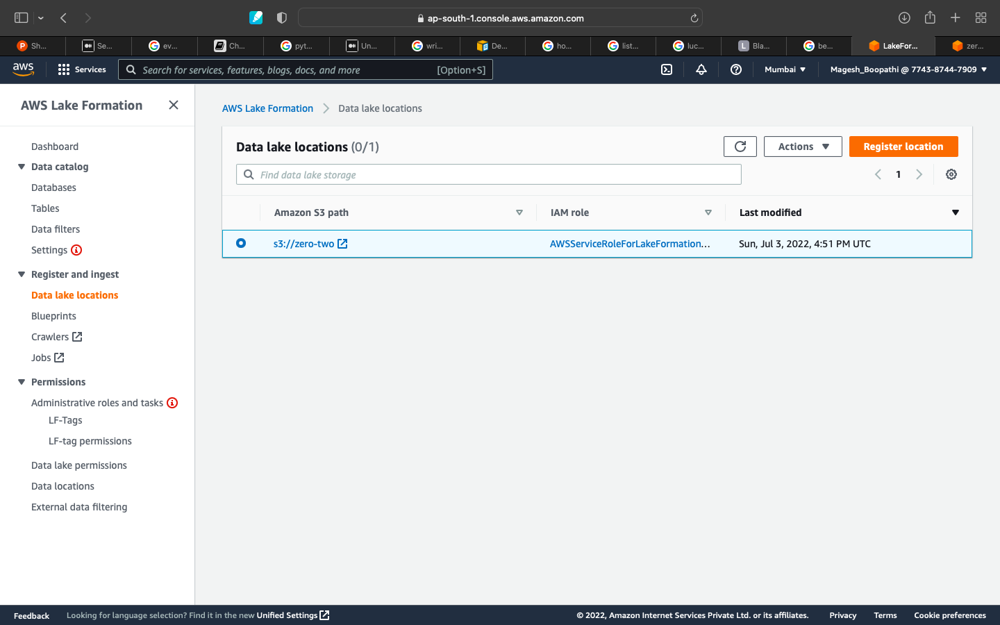 ap-south-1.console.aws.amazon.com
Sh... Se... ev... Ch... pyt... Un... wri... De... ho... list... luc... Bla... be... LakeFor... zer...
aws Services Search for services, features, blogs, docs, and more [Option+S] Mumbai Magesh_Boopathi @ 7743-8744-7909
AWS Lake Formation
Dashboard
Data catalog
Databases
Tables
Data filters
Settings
Register and ingest
Data lake locations
Blueprints
Crawlers
Jobs
Permissions
Administrative roles and tasks
LF-Tags
LF-tag permissions
Data lake permissions
Data locations
External data filtering
AWS Lake Formation Data lake locations
Data lake locations (0/1) Actions Register location
Find data lake storage 1
Amazon S3 path IAM role Last modified
s3://zero-two AWSServiceRoleForLakeFormation... Sun, Jul 3, 2022, 4:51 PM UTC
Feedback Looking for language selection? Find it in the new Unified Settings © 2022, Amazon Internet Services Private Ltd. or its affiliates. Privacy Terms Cookie preferences